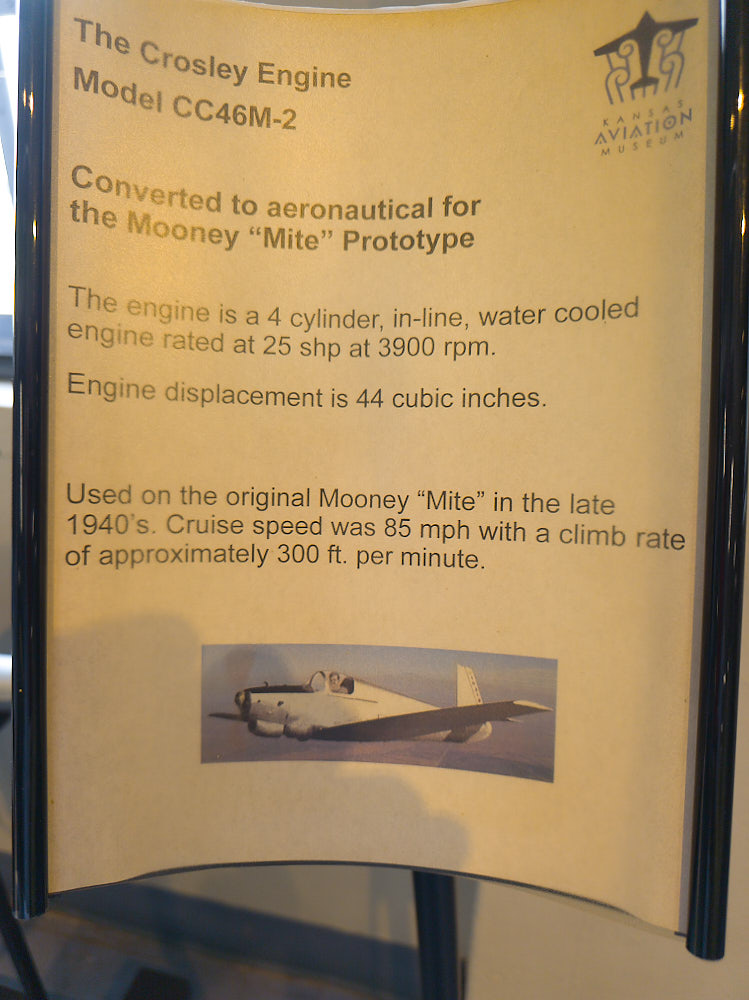 The Crosley Engine
Model CC46M-2
KANSAS
AVIATION
MUSEUM
Converted to aeronautical for
the Mooney “Mite” Prototype
The engine is a 4 cylinder, in-line, water cooled
engine rated at 25 shp at 3900 rpm.
Engine displacement is 44 cubic inches.
Used on the original Mooney “Mite” in the late
1940’s. Cruise speed was 85 mph with a climb rate
of approximately 300 ft. per minute.